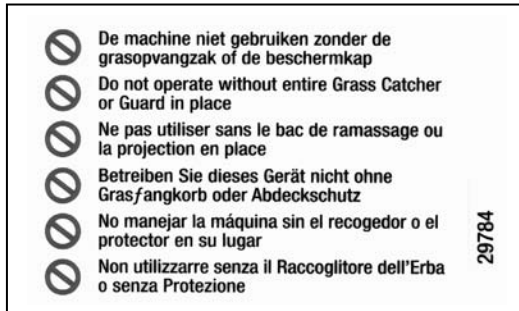 De machine niet gebruiken zonder de
grasopvangzak of de beschermkap
Do not operate without entire Grass Catcher
or Guard in place
Ne pas utiliser sans le bac de ramassage ou
la projection en place
Betreiben Sie dieses Gerät nicht ohne
Grasƒangkorb oder Abdeckschutz
No manejar la máquina sin el recogedor o el
protector en su lugar
Non utilizzarre senza il Raccoglitore dell'Erba
o senza Protezione
29784